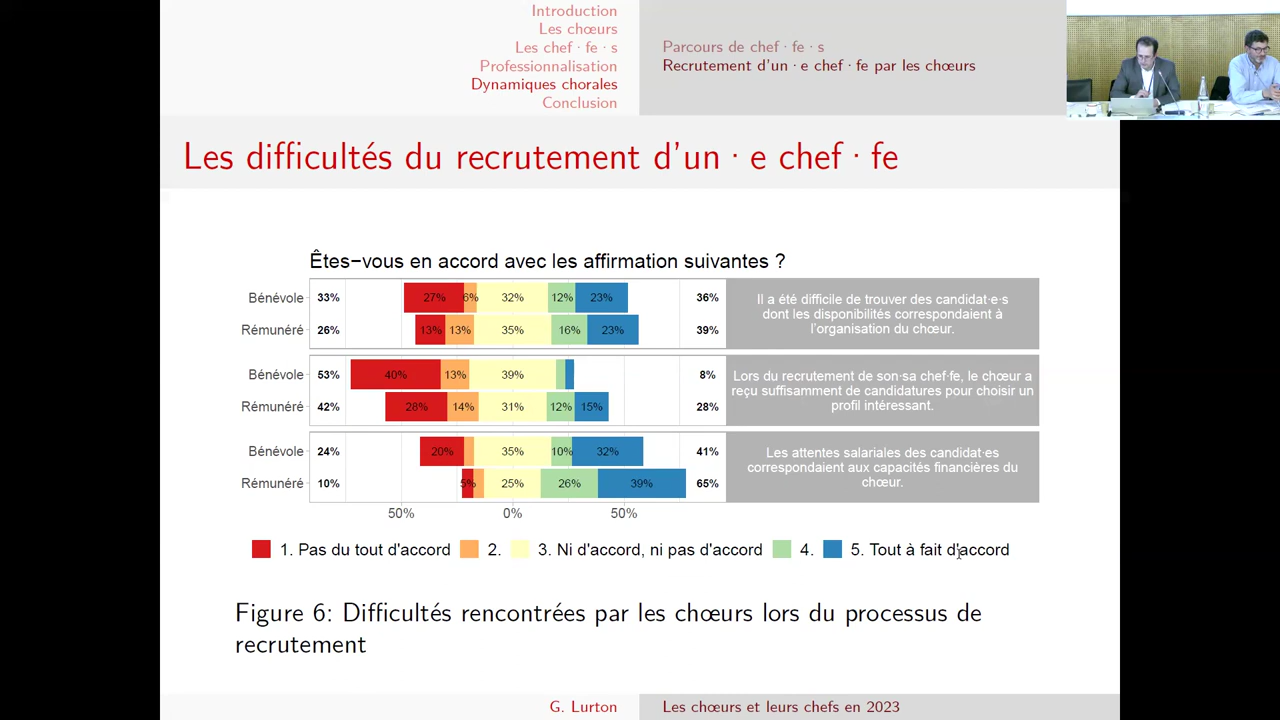 Introduction
Les chœurs
Les chef · fe · s
Professionnalisation
Dynamiques chorales
Conclusion
Parcours de chef · fe · s
Recrutement d'un · e chef · fe par les chœurs
Les difficultés du recrutement d'un · e chef · fe
Êtes−vous en accord avec les affirmation suivantes ?
Bénévole 33% 27% 6% 32% 12% 23% 36%
Rémunéré 26% 13% 13% 35% 16% 23% 39%
Il a été difficile de trouver des candidat·e·s
dont les disponibilités correspondaient à
l'organisation du chœur.
Bénévole 53% 40% 13% 39% 8%
Rémunéré 42% 28% 14% 31% 12% 15% 28%
Lors du recrutement de son·sa chef·fe, le chœur a
reçu suffisamment de candidatures pour choisir un
profil intéressant.
Bénévole 24% 20% 35% 10% 32% 41%
Rémunéré 10% 5% 25% 26% 39% 65%
Les attentes salariales des candidat·es
correspondaient aux capacités financières du
chœur.
50% 0% 50%
1. Pas du tout d'accord 2. 3. Ni d'accord, ni pas d'accord 4. 5. Tout à fait d'accord
Figure 6: Difficultés rencontrées par les chœurs lors du processus de
recrutement
G. Lurton
Les chœurs et leurs chefs en 2023